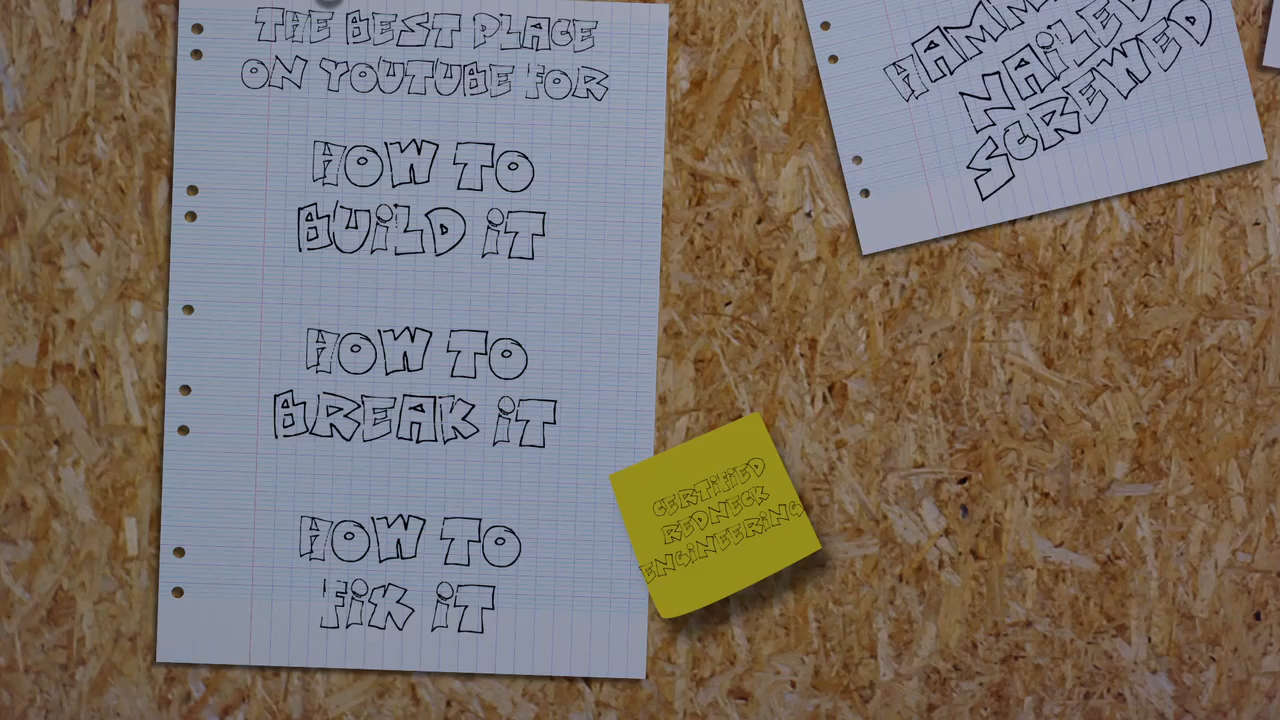 THE BEST PLACE
ON YOUTUBE FOR
HOW TO
BUILD IT
HOW TO
BREAK IT
HOW TO
FIX IT
CERTIFIED
REDNECK
ENGINEERING
NAILED
SCREWED